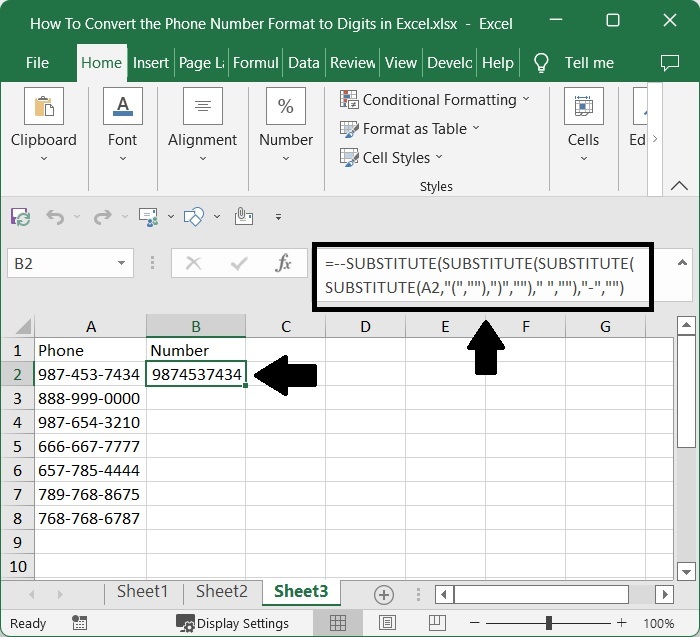 How To Convert the Phone Number Format to Digits in Excel.xlsx - Excel
File Home Insert Page La Formul Data Review View Develc Help Tell me
Conditional Formatting
Format as Table
Cell Styles
Clipboard Font Alignment Number Cells Ed
A %
Styles
B2 fx =--SUBSTITUTE(SUBSTITUTE(SUBSTITUTE(
SUBSTITUTE(A2,"(",""),")","")," ",""),"-","")
A B C D E F G
1 Phone Number
2 987-453-7434 9874537434
3 888-999-0000
4 987-654-3210
5 666-667-7777
6 657-785-4444
7 789-768-8675
8 768-768-6787
9
10
Sheet1 Sheet2 Sheet3
Ready Display Settings 100%